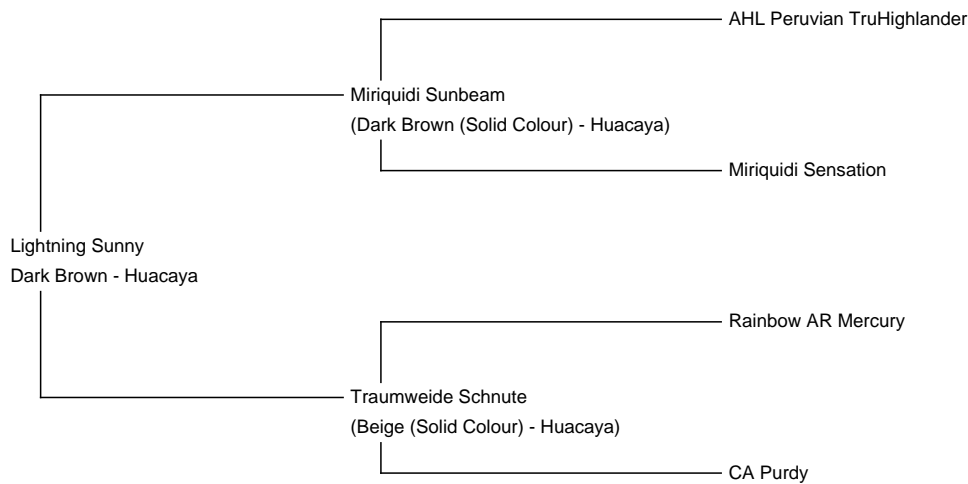 AHL Peruvian TruHighlander
Miriquidi Sunbeam
(Dark Brown (Solid Colour) - Huacaya)
Miriquidi Sensation
Lightning Sunny
Dark Brown - Huacaya
Rainbow AR Mercury
Traumweide Schnute
(Beige (Solid Colour) - Huacaya)
CA Purdy